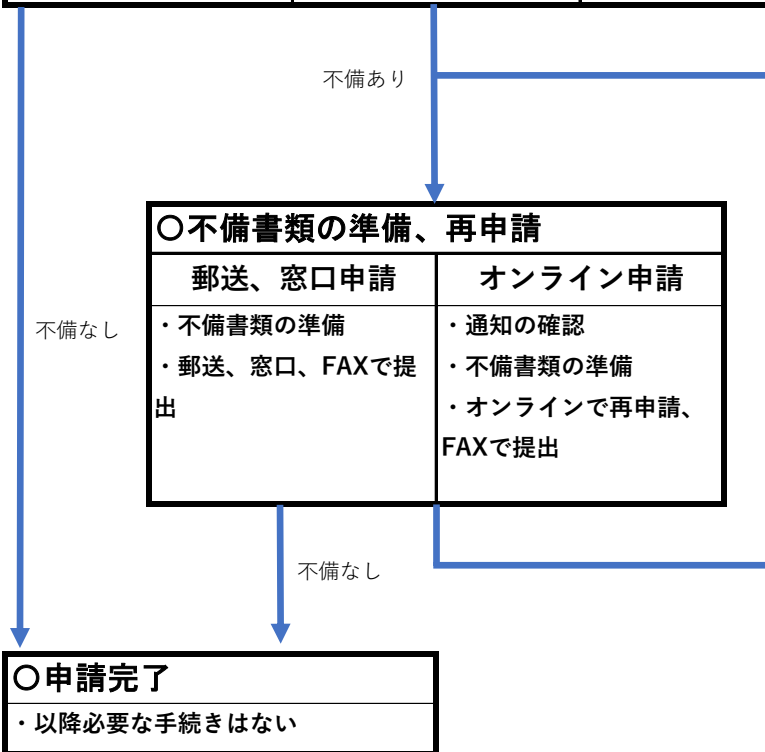 不備あり
○不備書類の準備、再申請
郵送、窓口申請
オンライン申請
不備なし
・不備書類の準備
・郵送、窓口、FAXで提
出
・通知の確認
・不備書類の準備
・オンラインで再申請、
FAXで提出
不備なし
○申請完了
・以降必要な手続きはない